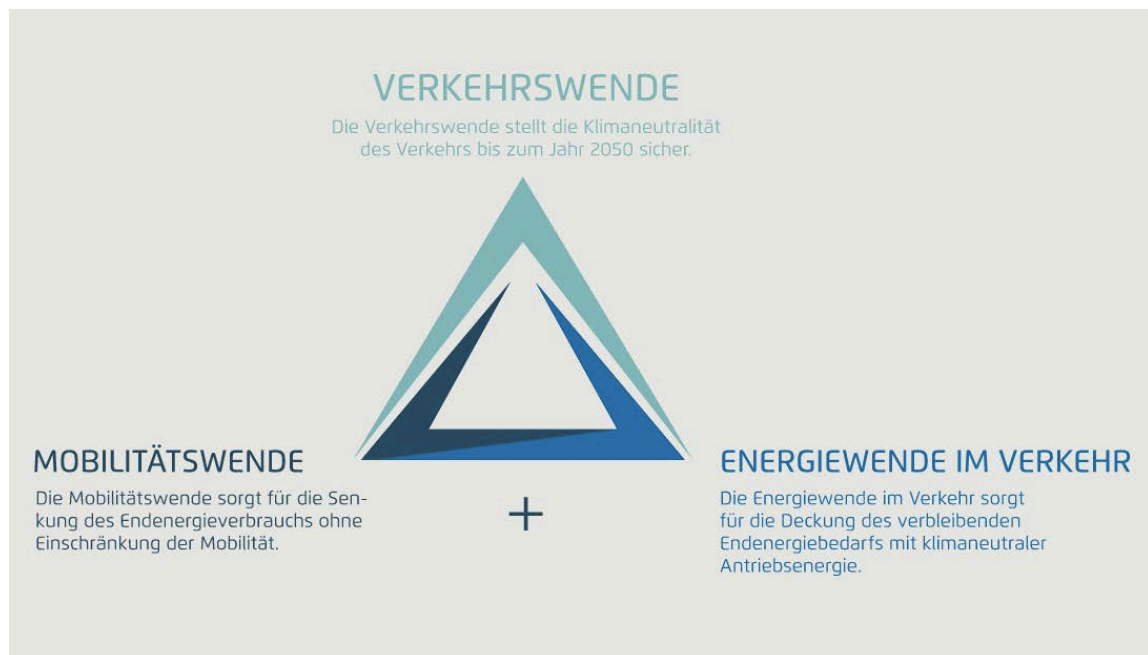 VERKEHRSWENDE
Die Verkehrswende stellt die Klimaneutralität
des Verkehrs bis zum Jahr 2050 sicher.
MOBILITÄTSWENDE
Die Mobilitätswende sorgt für die Sen-
kung des Endenergieverbrauchs ohne
Einschränkung der Mobilität.
+
ENERGIEWENDE IM VERKEHR
Die Energiewende im Verkehr sorgt
für die Deckung des verbleibenden
Endenergiebedarfs mit klimaneutraler
Antriebsenergie.